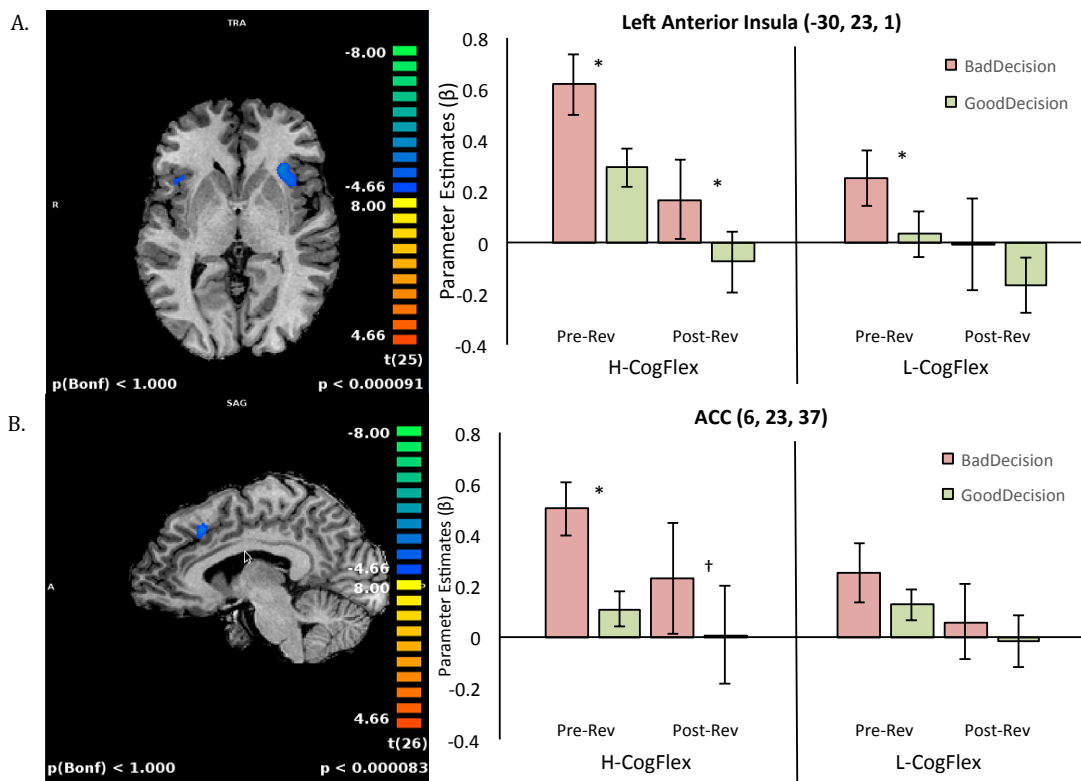 A.
TRA
R
-8.00
-4.66
8.00
4.66
t(25)
p(Bonf) < 1.000
p < 0.000091
Left Anterior Insula (-30, 23, 1)
Parameter Estimates (β)
0.8
0.6
0.4
0.2
0
-0.2
-0.4
*
*
*
BadDecision
GoodDecision
Pre-Rev
Post-Rev
Pre-Rev
Post-Rev
H-CogFlex
L-CogFlex
B.
SAG
A
P
-8.00
-4.66
8.00
4.66
t(26)
p(Bonf) < 1.000
p < 0.000083
ACC (6, 23, 37)
Parameter Estimates (β)
0.8
0.6
0.4
0.2
0
-0.2
-0.4
*
†
BadDecision
GoodDecision
Pre-Rev
Post-Rev
Pre-Rev
Post-Rev
H-CogFlex
L-CogFlex